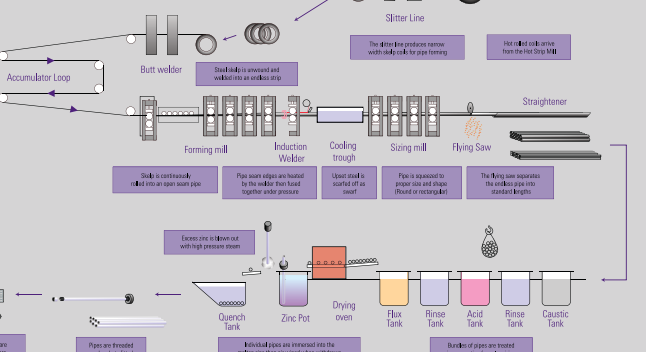 Slitter Line
The slitter line produces narrow
width skelp coils for pipe forming
Hot rolled coils arrive
from the Hot Strip Mill
Accumulator Loop
Butt welder
Steel skelp is unwound and
welded into an endless strip
Straightener
Forming mill
Induction
Welder
Cooling
trough
Sizing mill
Flying Saw
Skelp is continuously
rolled into an open seam pipe
Pipe seam edges are heated
by the welder then fused
together under pressure
Upset steel is
scarfed off as
swarf
Pipe is squeezed to
proper size and shape
(Round or rectangular)
The flying saw separates
the endless pipe into
standard lengths
Excess zinc is blown out
with high pressure steam
Quench
Tank
Zinc Pot
Drying
oven
Flux
Tank
Rinse
Tank
Acid
Tank
Rinse
Tank
Caustic
Tank
are
Pipes are threaded
Individual pipes are immersed into the
Bundles of pipes are treated